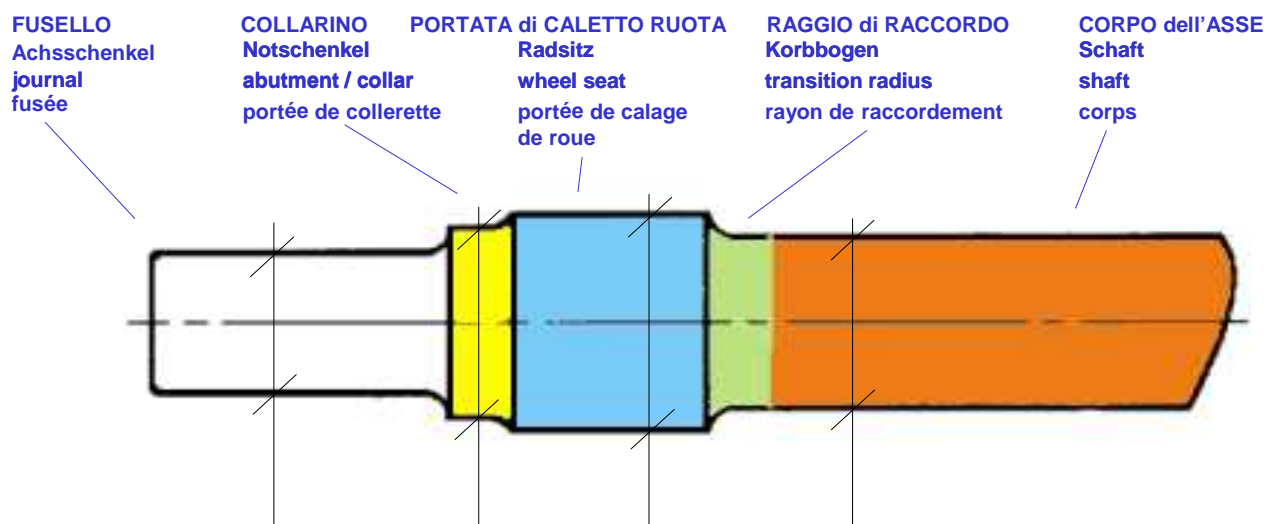 FUSELLO
Achsschenkel
journal
fusée
COLLARINO
Notschenkel
abutment / collar
portée de collerette
PORTATA di CALETTO RUOTA
Radsitz
wheel seat
portée de calage
de roue
RAGGIO di RACCORDO
Korbbogen
transition radius
rayon de raccordement
CORPO dell'ASSE
Schaft
shaft
corps